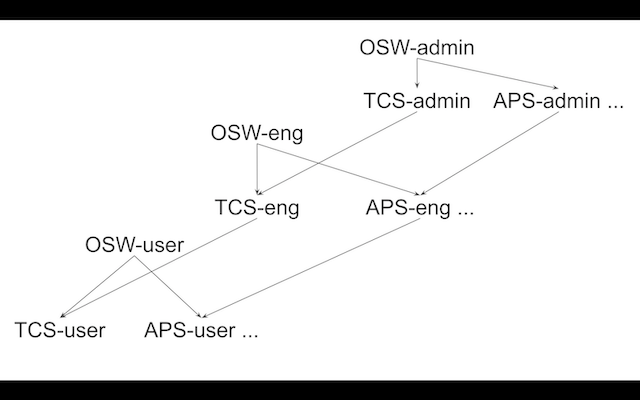 OSW-admin
TCS-admin APS-admin ...
OSW-eng
TCS-eng APS-eng ...
OSW-user
TCS-user APS-user ...